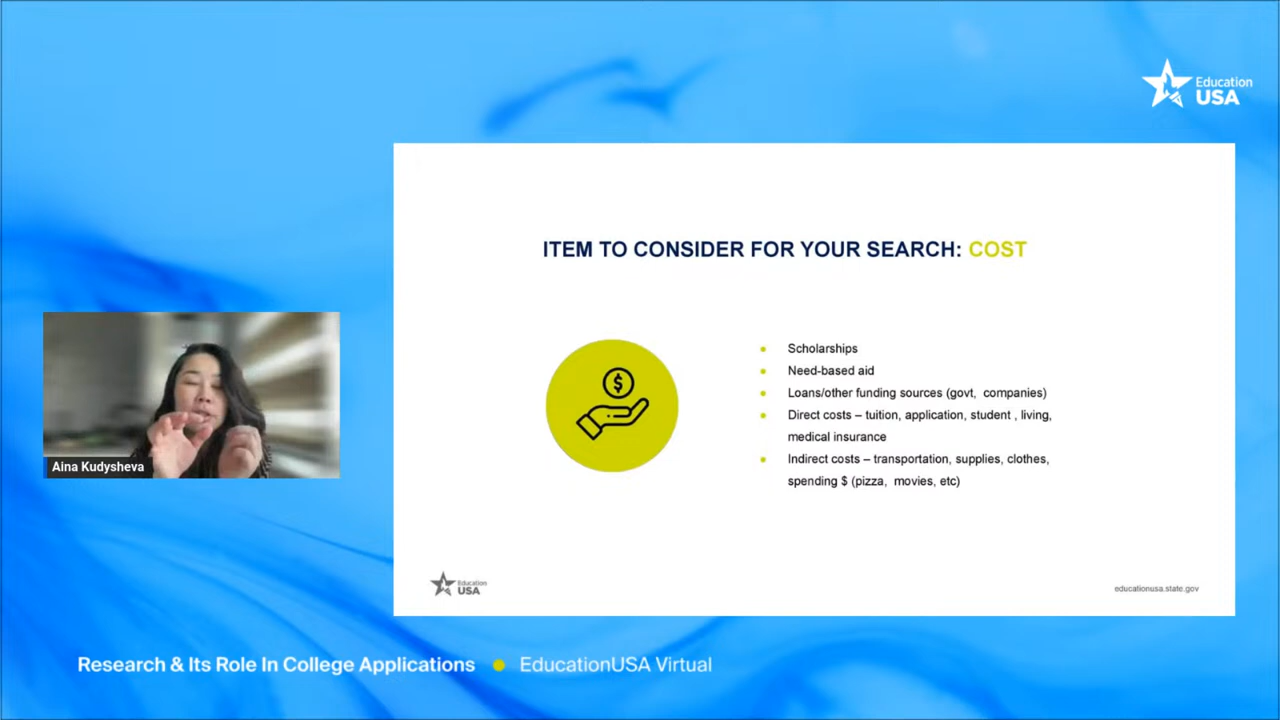 Education
USA
ITEM TO CONSIDER FOR YOUR SEARCH: COST
$
Scholarships
Need-based aid
Loans/other funding sources (govt, companies)
Direct costs – tuition, application, student , living,
medical insurance
Indirect costs – transportation, supplies, clothes,
spending $ (pizza, movies, etc)
Aina Kudysheva
Education
USA
educationusa.state.gov
Research & Its Role In College Applications
EducationUSA Virtual